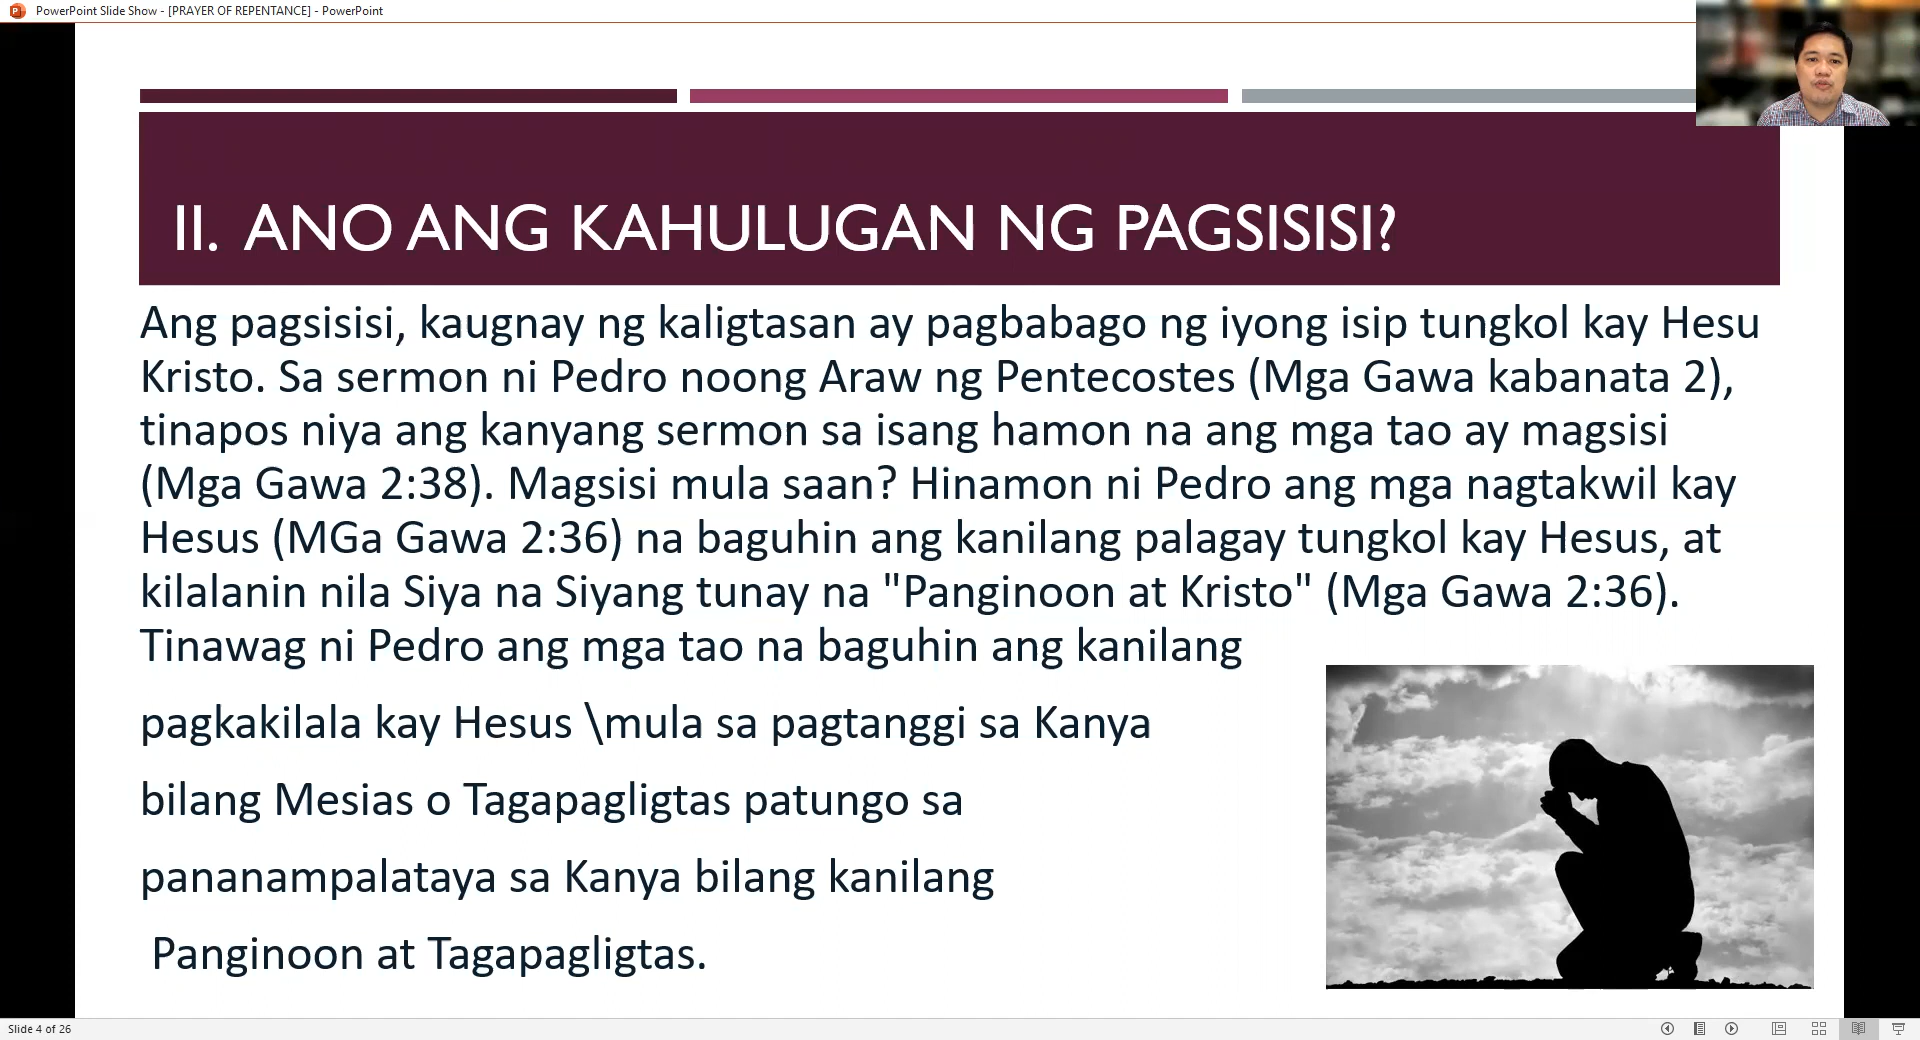 PowerPoint Slide Show - [PRAYER OF REPENTANCE] - PowerPoint
II. ANO ANG KAHULUGAN NG PAGSISISI?
Ang pagsisisi, kaugnay ng kaligtasan ay pagbabago ng iyong isip tungkol kay Hesu
Kristo. Sa sermon ni Pedro noong Araw ng Pentecostes (Mga Gawa kabanata 2),
tinapos niya ang kanyang sermon sa isang hamon na ang mga tao ay magsisi
(Mga Gawa 2:38). Magsisi mula saan? Hinamon ni Pedro ang mga nagtakwil kay
Hesus (MGa Gawa 2:36) na baguhin ang kanilang palagay tungkol kay Hesus, at
kilalanin nila Siya na Siyang tunay na "Panginoon at Kristo" (Mga Gawa 2:36).
Tinawag ni Pedro ang mga tao na baguhin ang kanilang
pagkakilala kay Hesus \mula sa pagtanggi sa Kanya
bilang Mesias o Tagapagligtas patungo sa
pananampalataya sa Kanya bilang kanilang
Panginoon at Tagapagligtas.
Slide 4 of 26